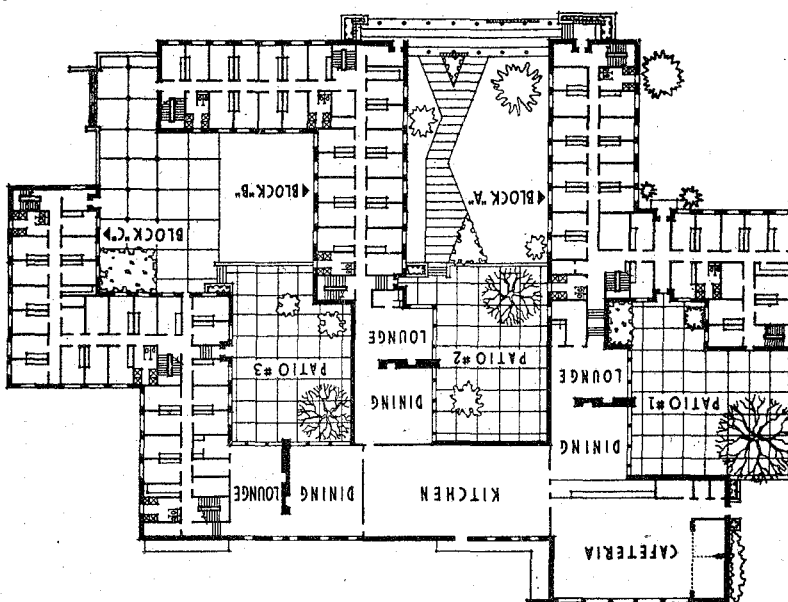 CAFETERIA
KITCHEN
DINING
LOUNGE
DINING
PATIO #1
LOUNGE
DINING
PATIO #2
LOUNGE
PATIO #3
BLOCK "C"
BLOCK "A"
BLOCK "B"